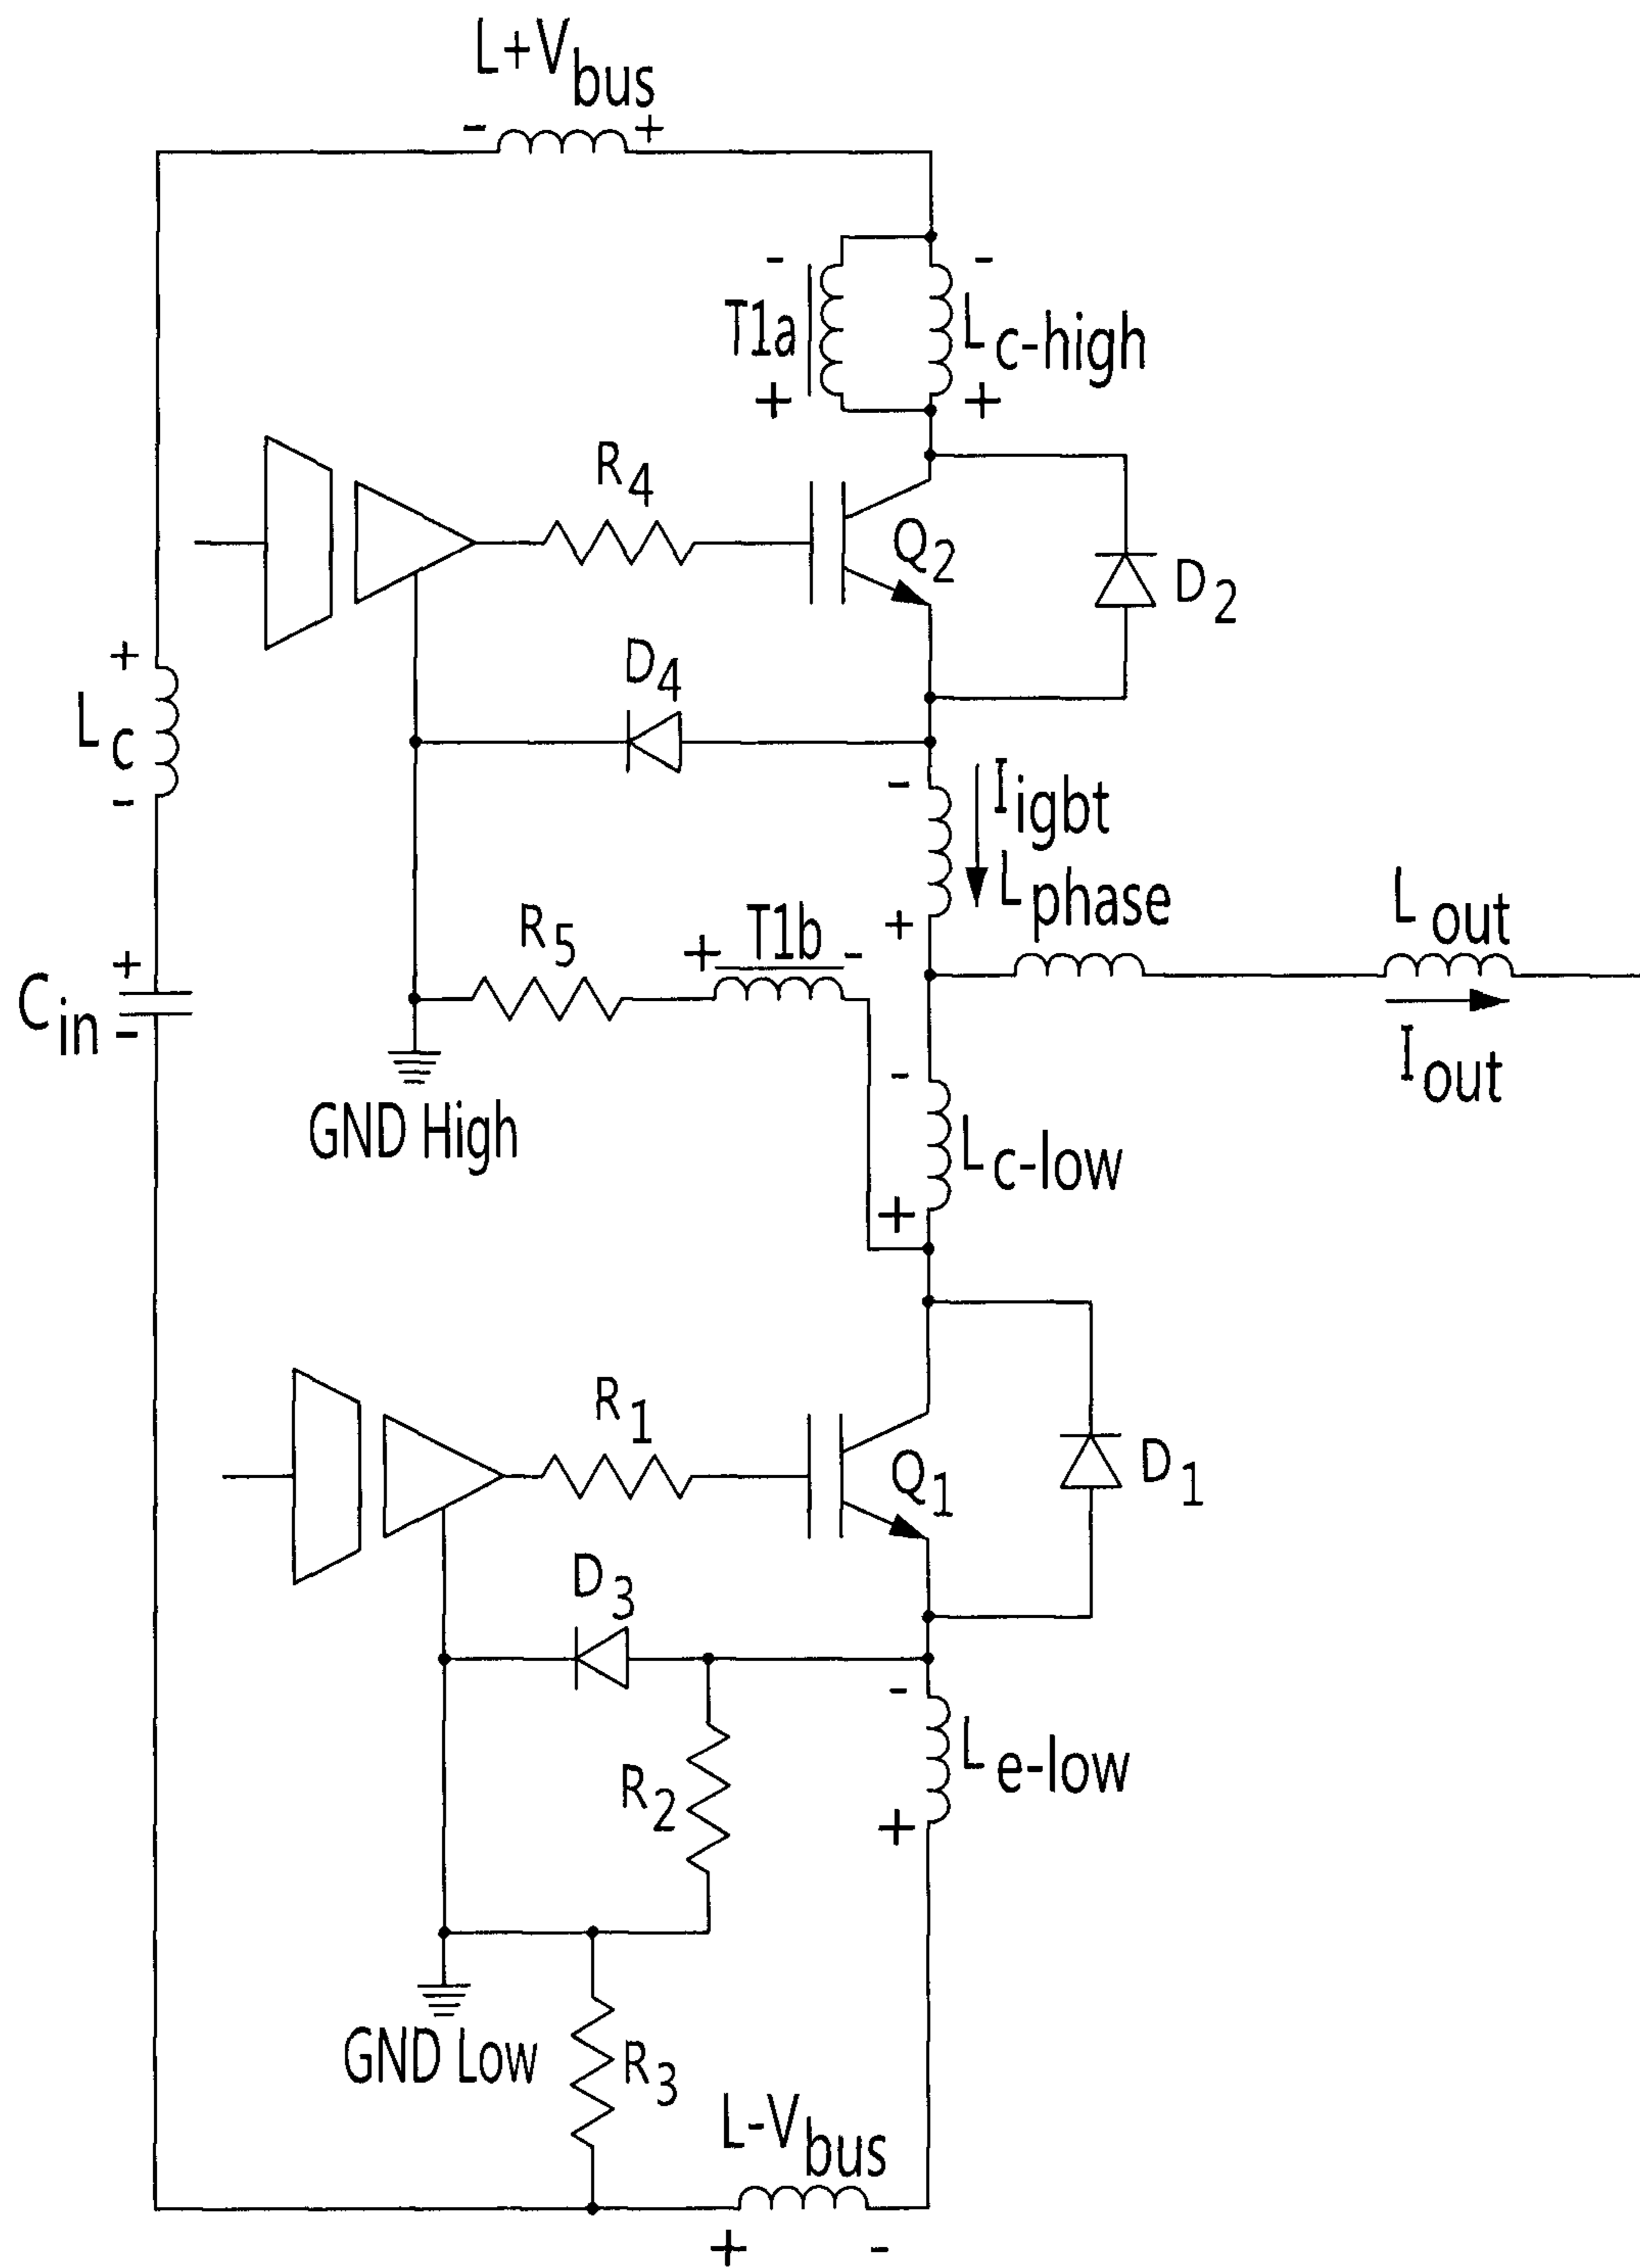 L+Vbus
- +
- -
T1a Lc-high
+ +
R4
Q2
D2
+
Lc
-
D4
-
Iigbt
Lphase
+
Lout
Iout
R5
+ T1b -
+
Cin
-
GND High
-
Lc-low
+
R1
Q1
D1
D3
-
Le-low
+
R2
GND Low
R3
L-Vbus
+ -